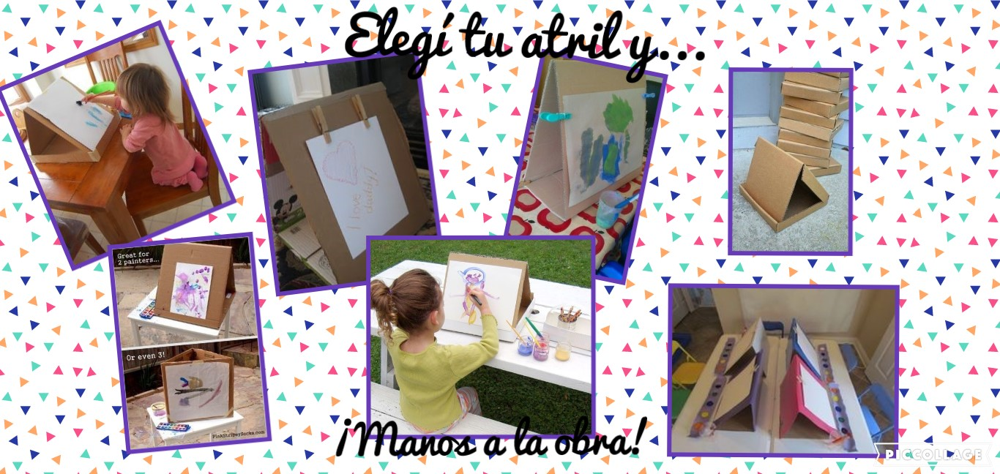 Elegí tu atril y...
I love
daddy!
Great for
2 painters...
Or even 3!
PinkStripeySocks.com
¡Manos a la obra!
PICCOLLAGE